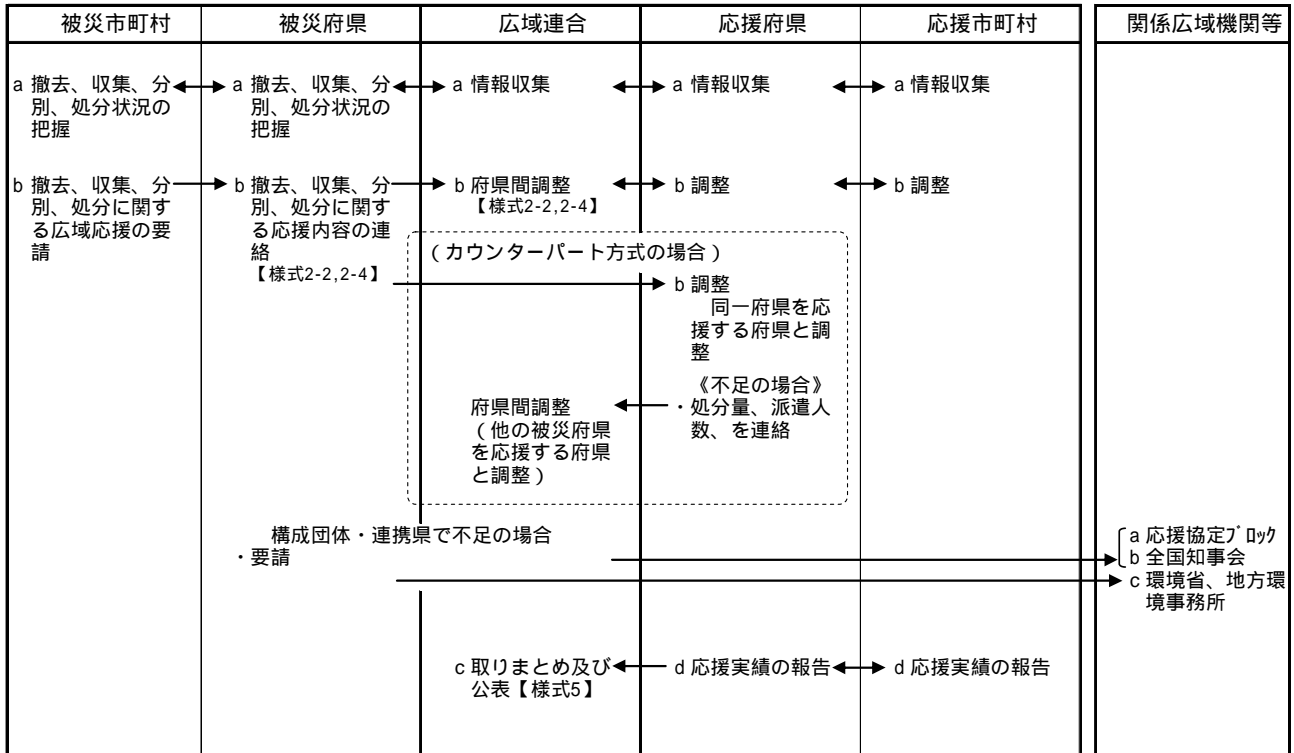 被災市町村
被災府県
広域連合
応援府県
応援市町村
関係広域機関等
a 撤去、収集、分
別、処分状況の
把握
a 撤去、収集、分
別、処分状況の
把握
a 情報収集
a 情報収集
a 情報収集
b 撤去、収集、分
別、処分に関す
る広域応援の要
請
b 撤去、収集、分
別、処分に関す
る応援内容の連
絡
【様式2-2,2-4】
b 府県間調整
【様式2-2,2-4】
b 調整
b 調整
(カウンターパート方式の場合)
b 調整
同一府県を応
援する府県と調
整
《不足の場合》
・処分量、派遣人
数、を連絡
府県間調整
(他の被災府県
を応援する府県
と調整)
構成団体・連携県で不足の場合
・要請
a 応援協定ブロック
b 全国知事会
c 環境省、地方環
境事務所
c 取りまとめ及び
公表【様式5】
d 応援実績の報告
d 応援実績の報告